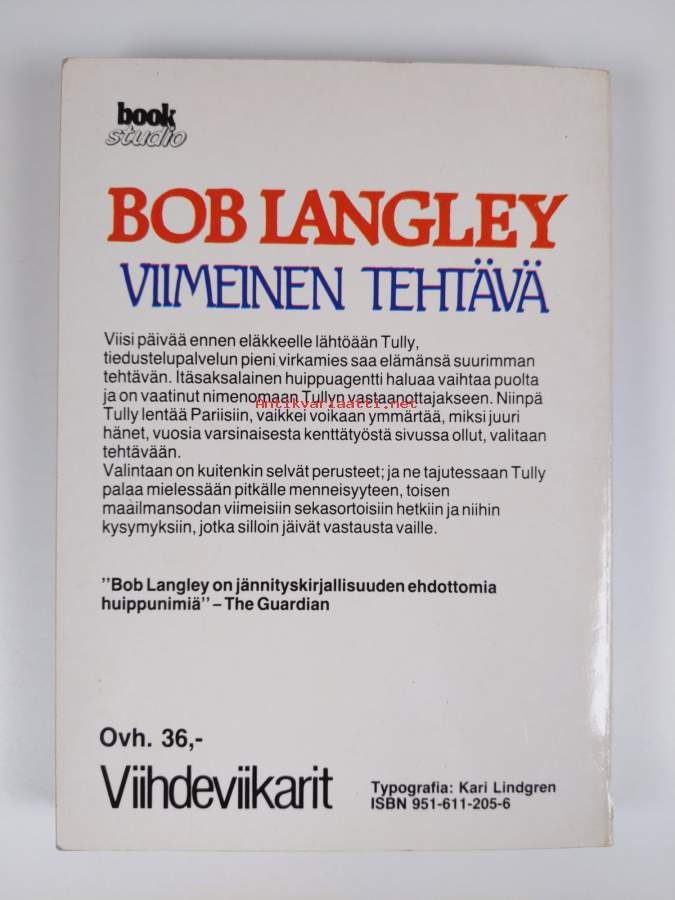 book
studio
BOB LANGLEY
VIIMEINEN TEHTÄVÄ
Viisi päivää ennen eläkkeelle lähtöään Tully,
tiedustelupalvelun pieni virkamies saa elämänsä suurimman
tehtävän. Itäsaksalainen huippuagentti haluaa vaihtaa puolta
ja on vaatinut nimenomaan Tullyn vastaanottajakseen. Niinpä
Antikvariaatti.net
Tully lentää Pariisiin, vaikkei voikaan ymmärtää, miksi juuri
hänet, vuosia varsinaisesta kenttätyöstä sivussa ollut, valitaan
tehtävään.
Valintaan on kuitenkin selvät perusteet; ja ne tajutessaan Tully
palaa mielessään pitkälle menneisyyteen, toisen
maailmansodan viimeisiin sekasortoisiin hetkiin ja niihin
kysymyksiin, jotka silloin jäivät vastausta vaille.
"Bob Langley on jännityskirjallisuuden ehdottomia
huippunimiä" – The Guardian
Ovh. 36,-
Viihdeviikarit
Typografia: Kari Lindgren
ISBN 951-611-205-6